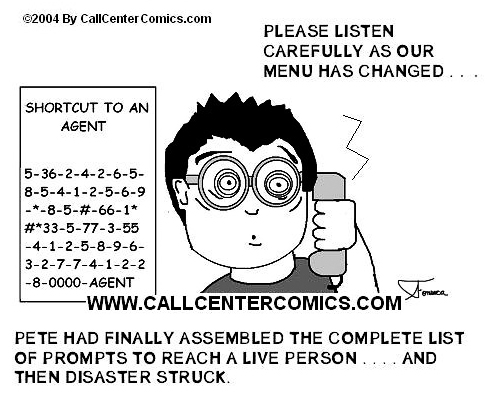 ©2004 By CallCenterComics.com
PLEASE LISTEN
CAREFULLY AS OUR
MENU HAS CHANGED . . .
SHORTCUT TO AN
AGENT
5-36-2-4-2-6-5-
8-5-4-1-2-5-6-9
-*-8-5-#-66-1*
#*33-5-77-3-55
-4-1-2-5-8-9-6-
3-2-7-7-4-1-2-2
-8-0000-AGENT
Fonseca
WWW.CALLCENTERCOMICS.COM
PETE HAD FINALLY ASSEMBLED THE COMPLETE LIST
OF PROMPTS TO REACH A LIVE PERSON . . . . AND
THEN DISASTER STRUCK.